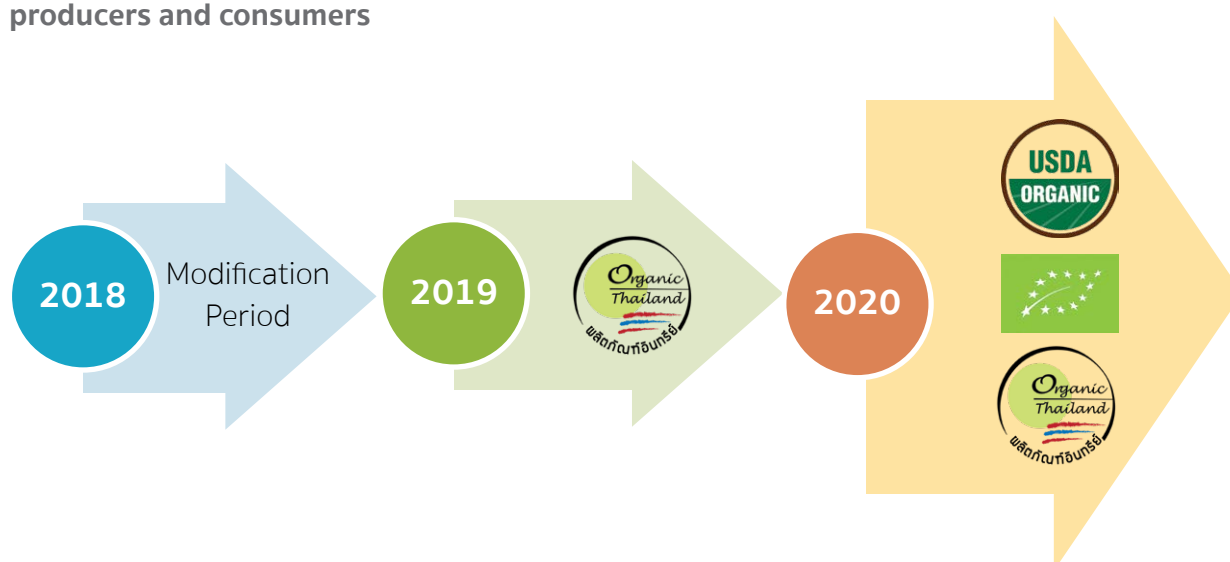 producers and consumers
2018
Modification
Period
2019
Organic
Thailand
ผลิตภัณฑ์อินทรีย์
2020
USDA
ORGANIC
Organic
Thailand
ผลิตภัณฑ์อินทรีย์